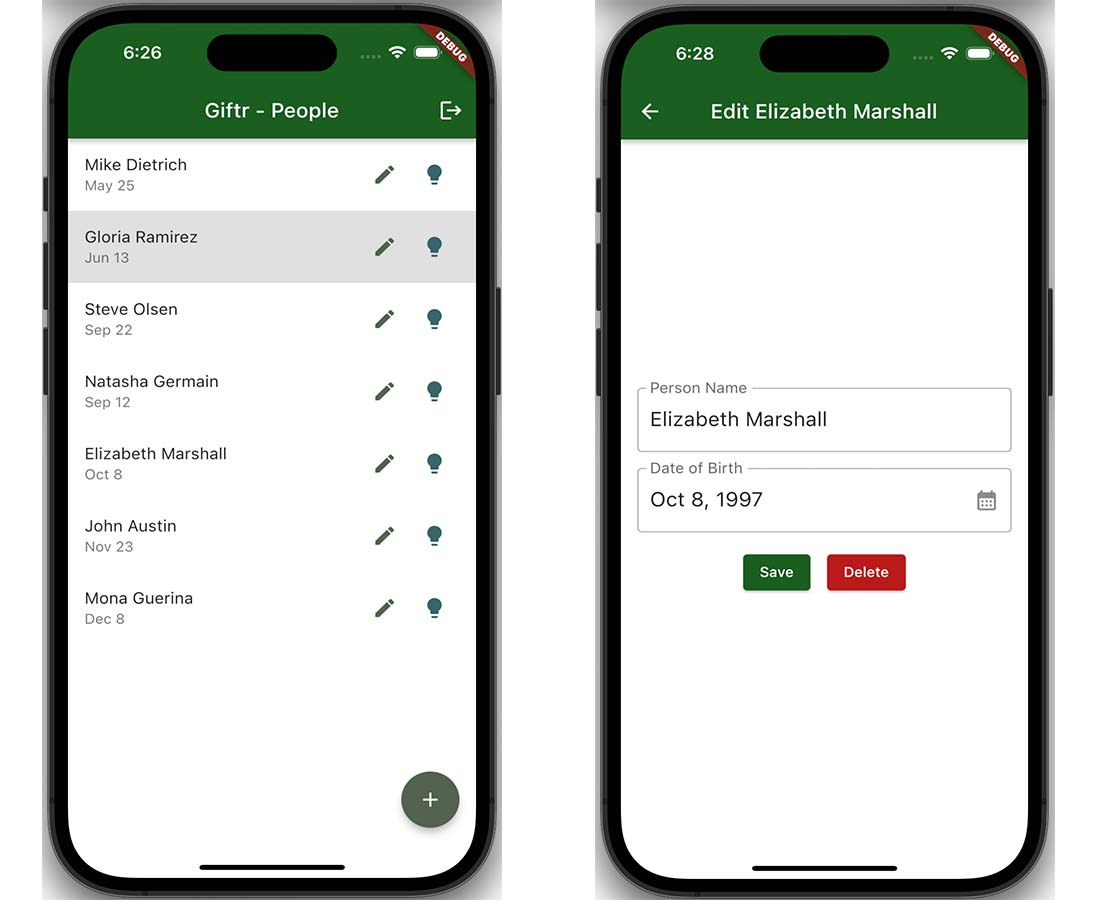 6:26
DEBUG
Giftr - People
Mike Dietrich
May 25
Gloria Ramirez
Jun 13
Steve Olsen
Sep 22
Natasha Germain
Sep 12
Elizabeth Marshall
Oct 8
John Austin
Nov 23
Mona Guerina
Dec 8
+
6:28
DEBUG
Edit Elizabeth Marshall
Person Name
Elizabeth Marshall
Date of Birth
Oct 8, 1997
Save Delete